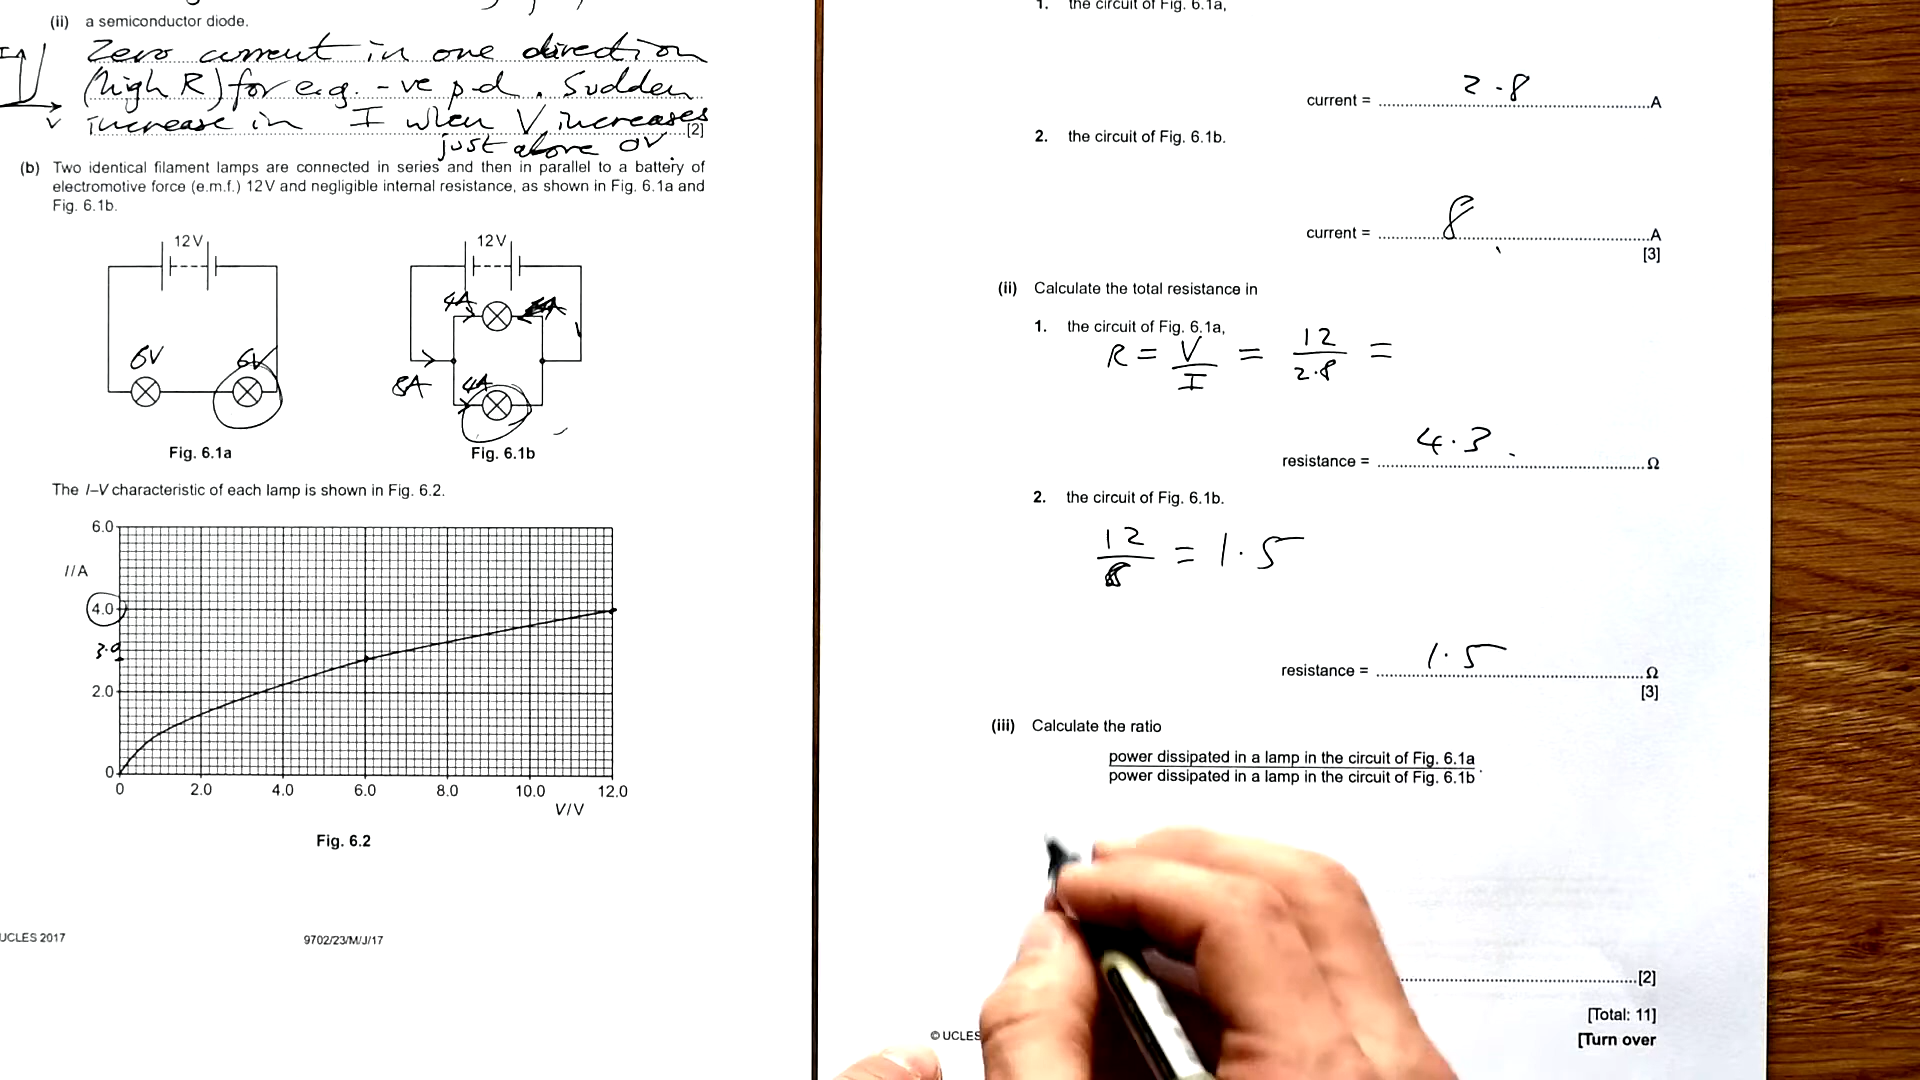 (ii) a semiconductor diode.
Zero current in one direction
(high R) for e.g. -ve p.d. Sudden
increase in I when V increases
[2]
just above 0V.
I
V
(b) Two identical filament lamps are connected in series and then in parallel to a battery of
electromotive force (e.m.f.) 12V and negligible internal resistance, as shown in Fig. 6.1a and
Fig. 6.1b.
12V
6V
6V
Fig. 6.1a
12V
4A
8A
4A
Fig. 6.1b
The I–V characteristic of each lamp is shown in Fig. 6.2.
6.0
I/A
4.0
3.0
2.0
0
0 2.0 4.0 6.0 8.0 10.0 12.0
V/V
Fig. 6.2
UCLES 2017
9702/23/M/J/17
1. the circuit of Fig. 6.1a,
2.8
current = ........ A
2. the circuit of Fig. 6.1b.
8
current = ........ A
[3]
(ii) Calculate the total resistance in
1. the circuit of Fig. 6.1a,
R = V/I = 12/2.8 =
4.3
resistance = ........ Ω
2. the circuit of Fig. 6.1b.
12/8 = 1.5
1.5
resistance = ........ Ω
[3]
(iii) Calculate the ratio
power dissipated in a lamp in the circuit of Fig. 6.1a
power dissipated in a lamp in the circuit of Fig. 6.1b .
........ [2]
[Total: 11]
© UCLES
[Turn over